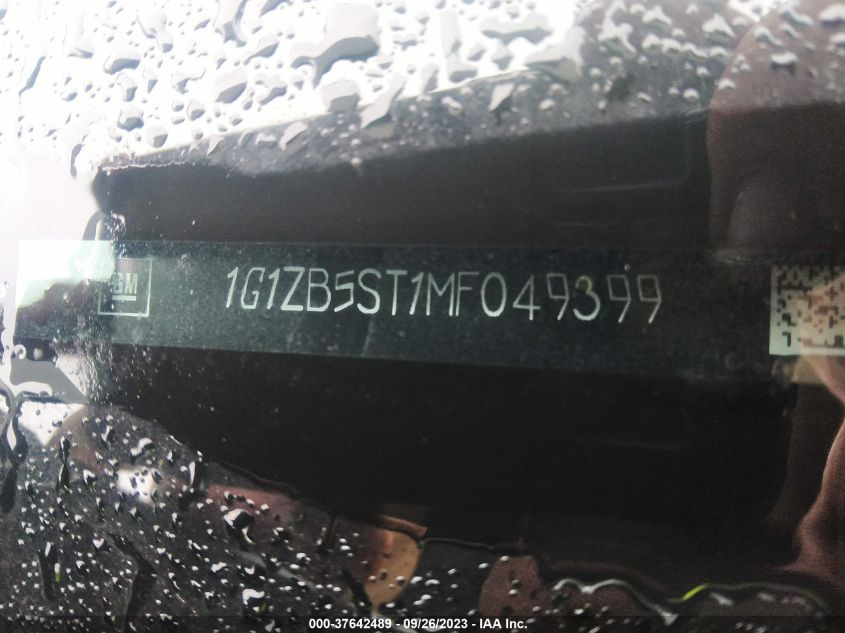 GM
1G1ZB5ST1MF049399
000-37642489 - 09/26/2023 - IAA Inc.